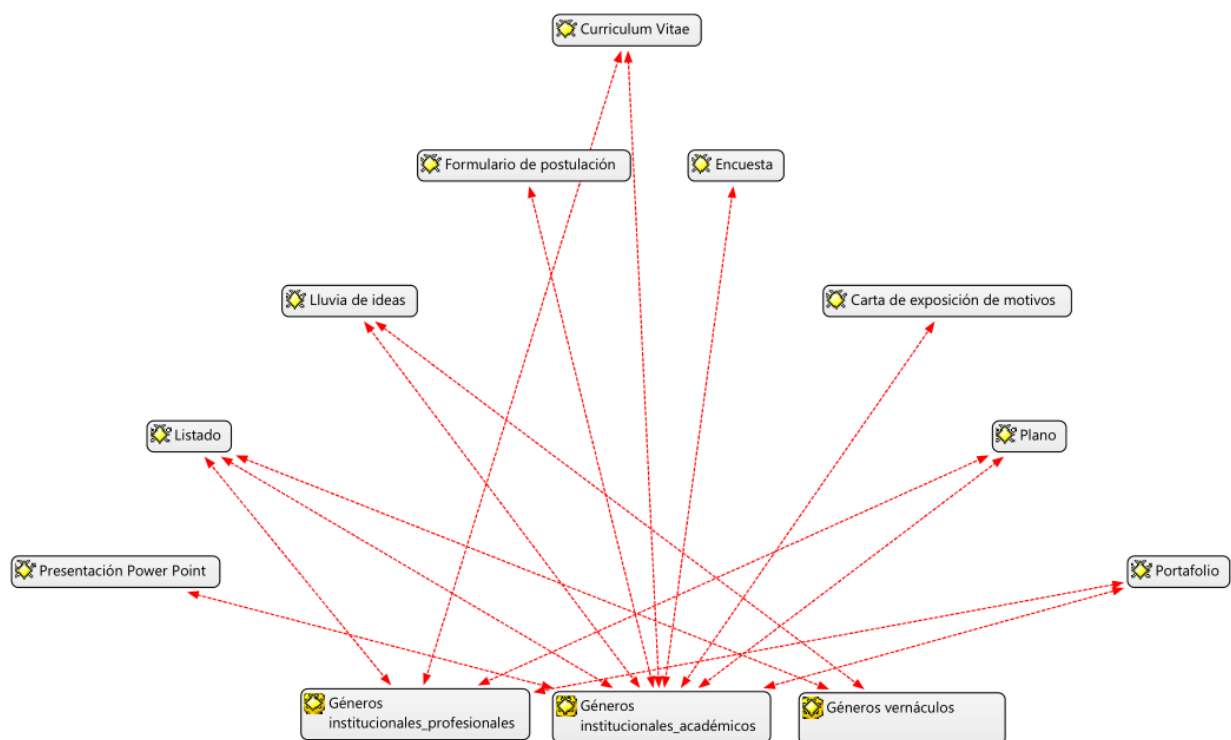 Curriculum Vitae
Formulario de postulación
Encuesta
Lluvia de ideas
Carta de exposición de motivos
Listado
Plano
Presentación Power Point
Portafolio
Géneros
institucionales_profesionales
Géneros
institucionales_académicos
Géneros vernáculos